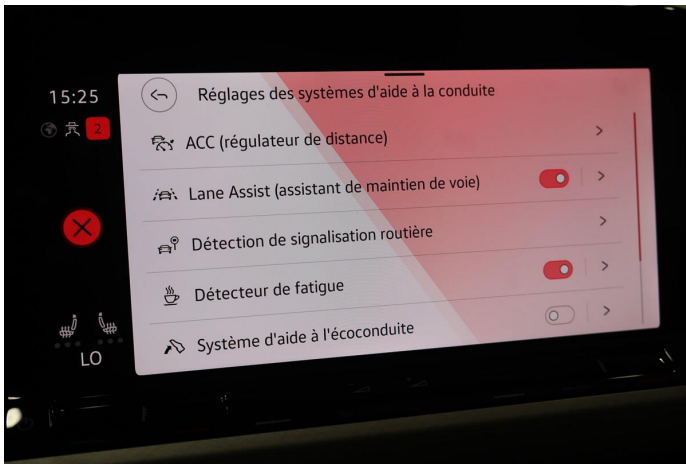 15:25
2
LO
Réglages des systèmes d'aide à la conduite
ACC (régulateur de distance)
Lane Assist (assistant de maintien de voie)
Détection de signalisation routière
Détecteur de fatigue
Système d'aide à l'écoconduite